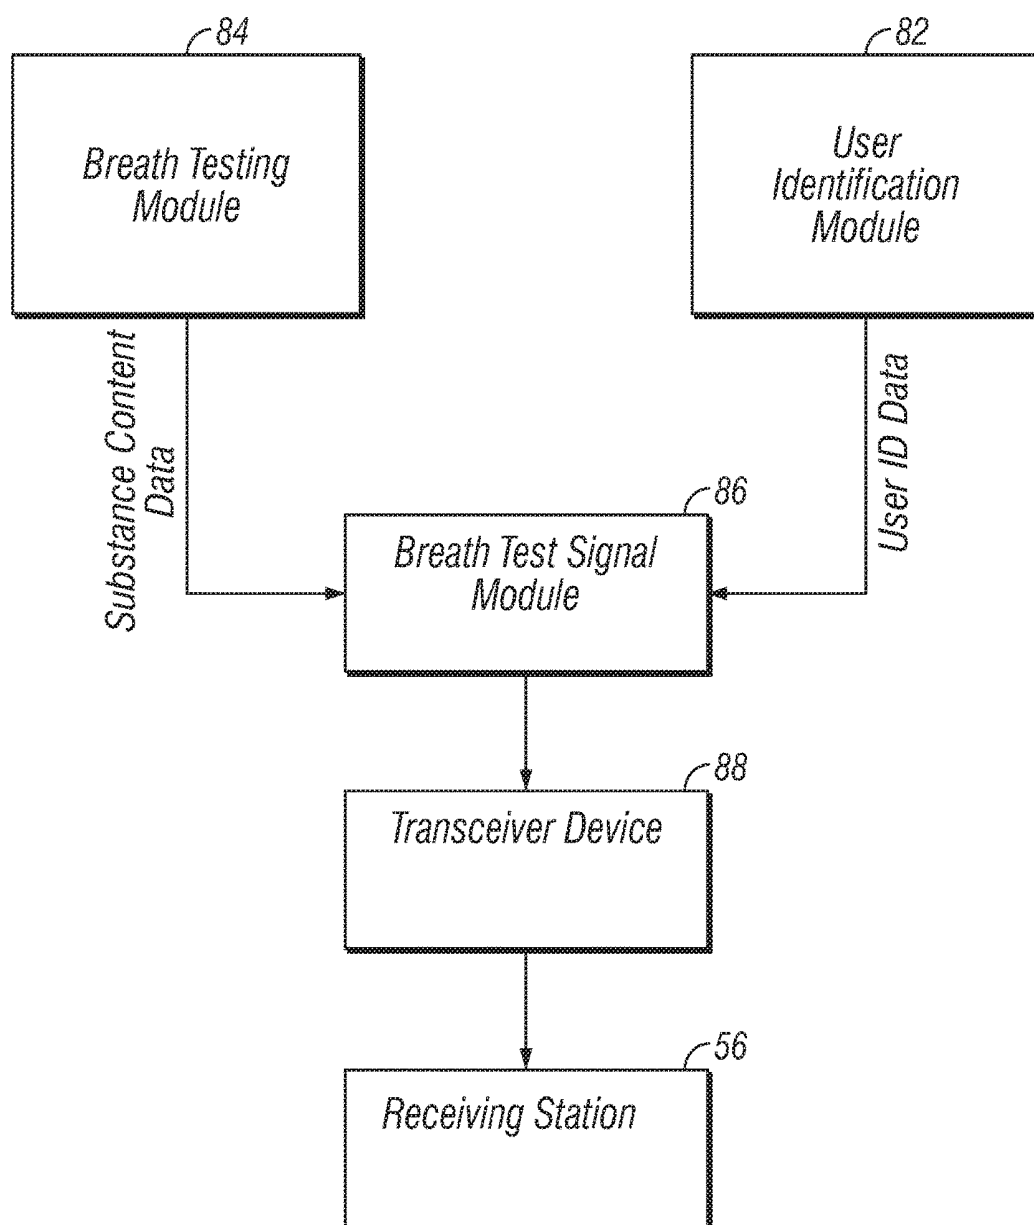 84
Breath Testing
Module
82
User
Identification
Module
Substance Content
Data
User ID Data
86
Breath Test Signal
Module
88
Transceiver Device
56
Receiving Station